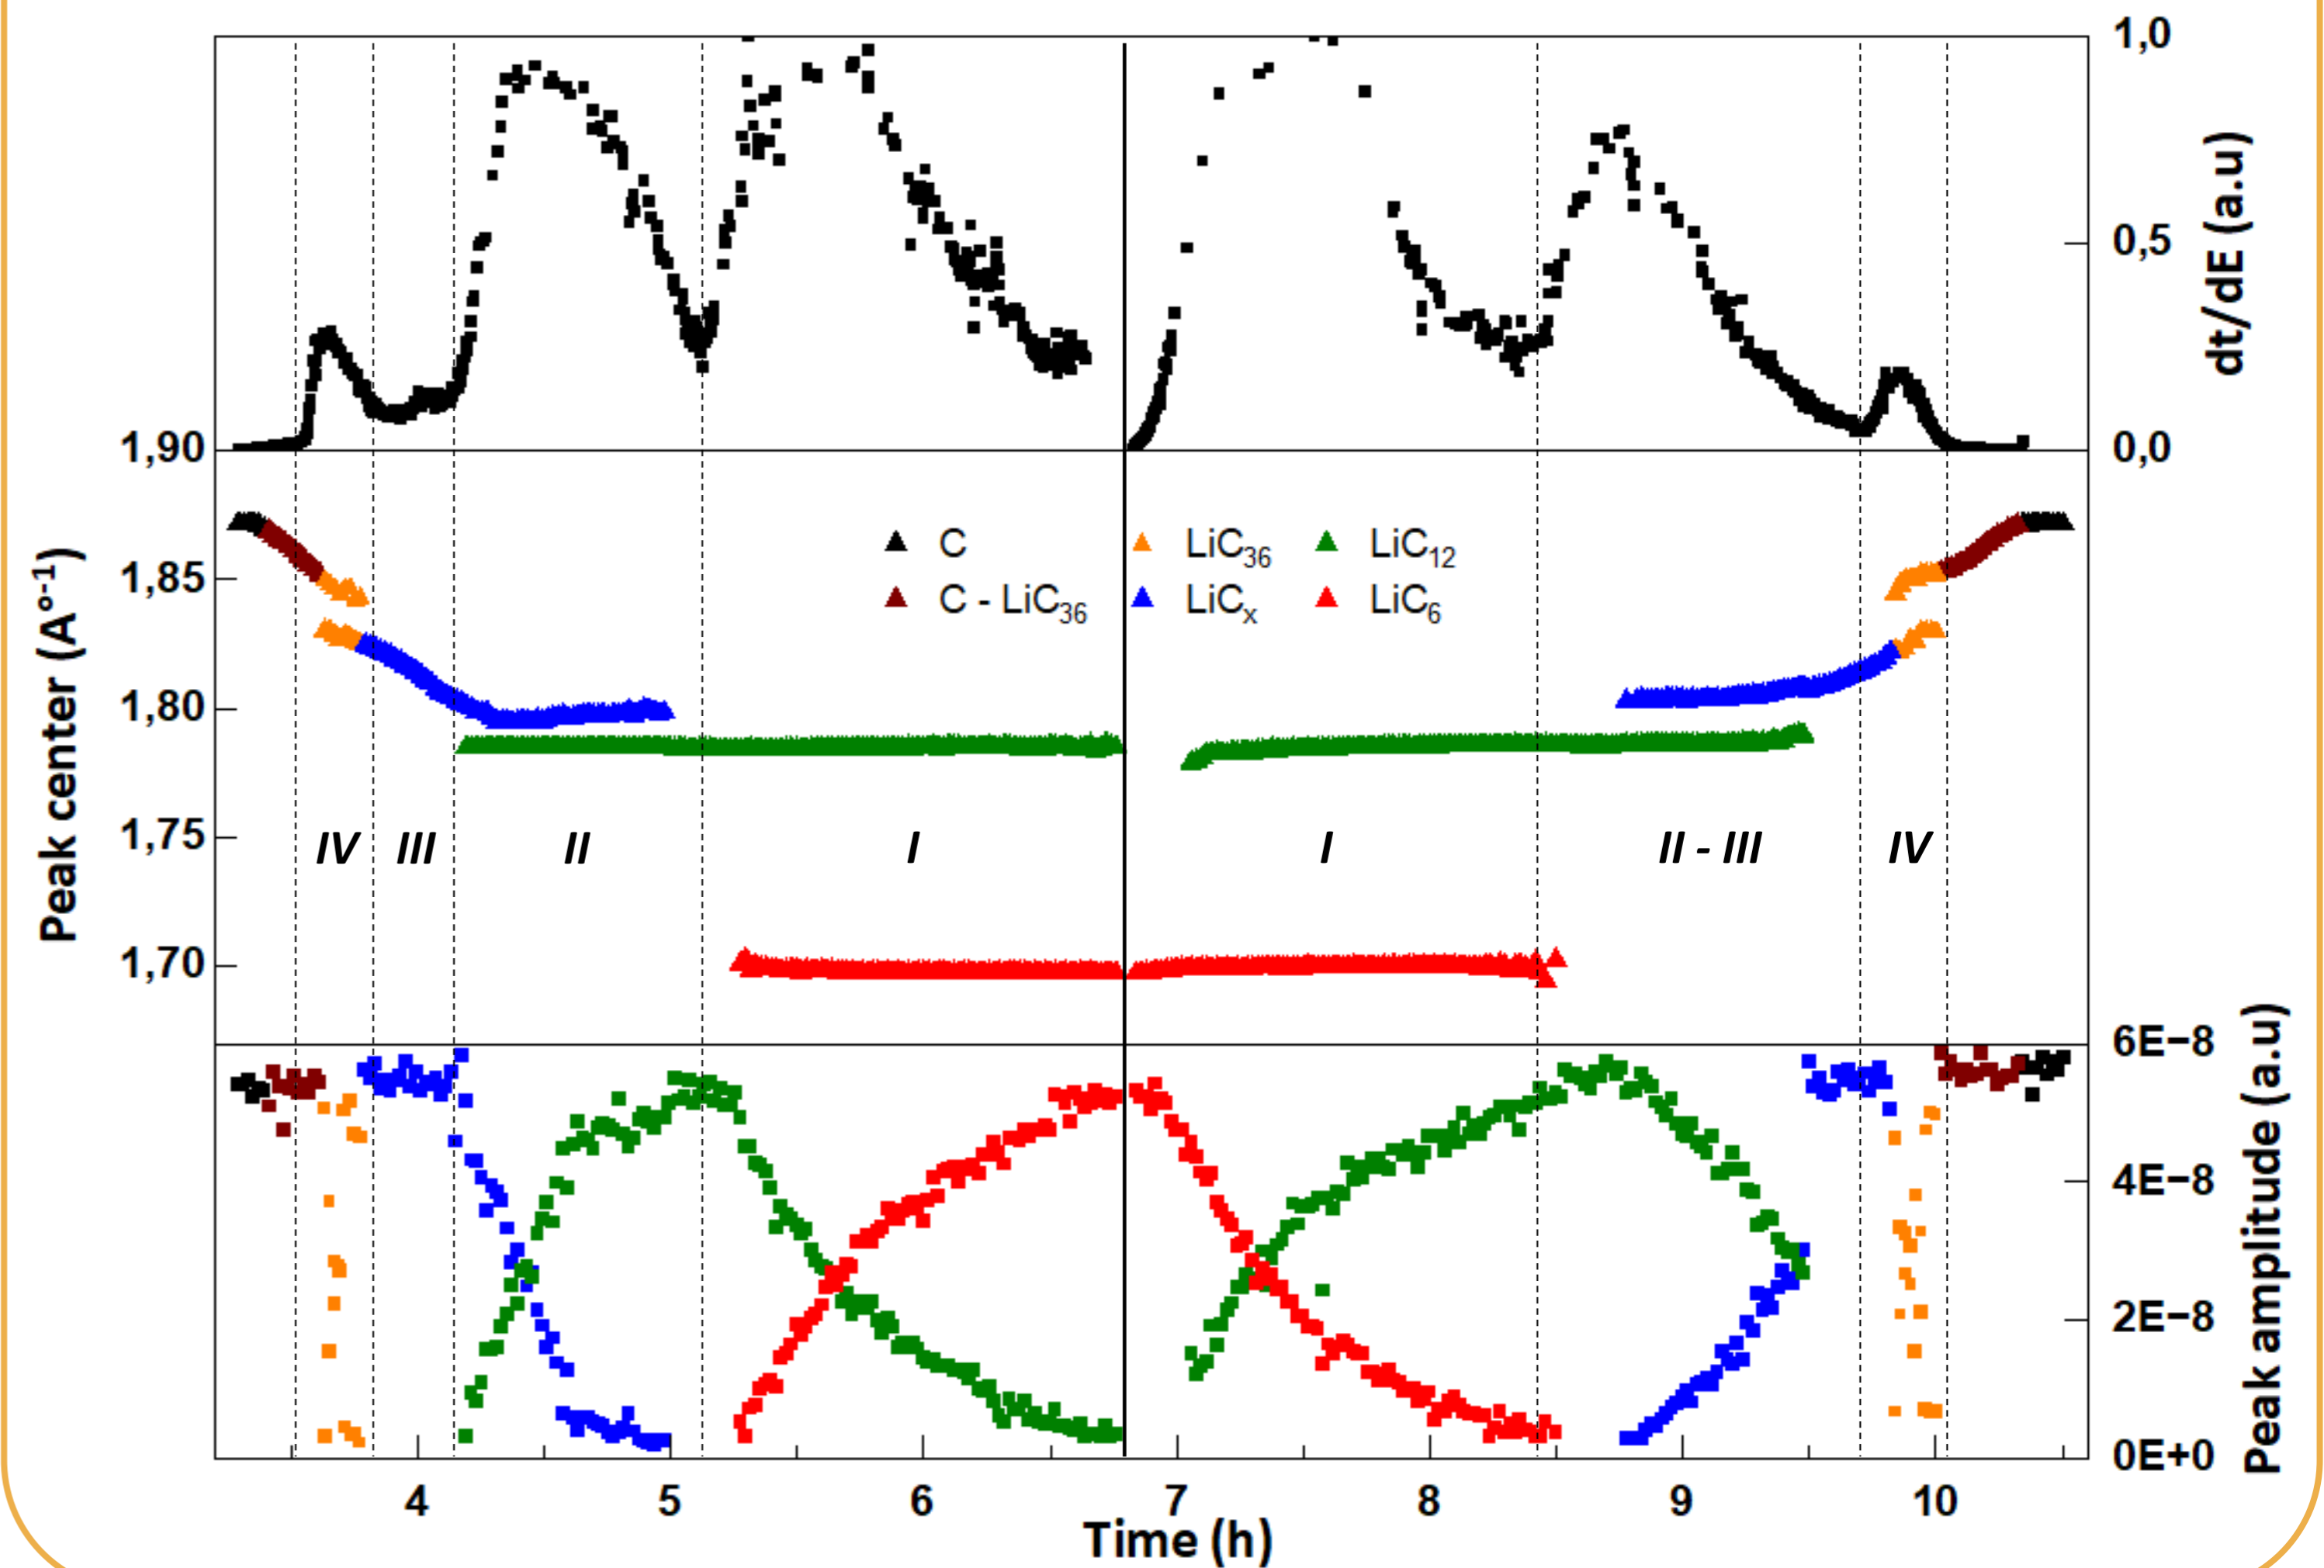 1,0
0,5
0,0
dt/dE (a.u)
1,90
1,85
1,80
1,75
1,70
Peak center (A°⁻¹)
C
LiC₃₆
LiC₁₂
C - LiC₃₆
LiCₓ
LiC₆
IV III II I I II - III IV
6E−8
4E−8
2E−8
0E+0
Peak amplitude (a.u)
4 5 6 7 8 9 10
Time (h)